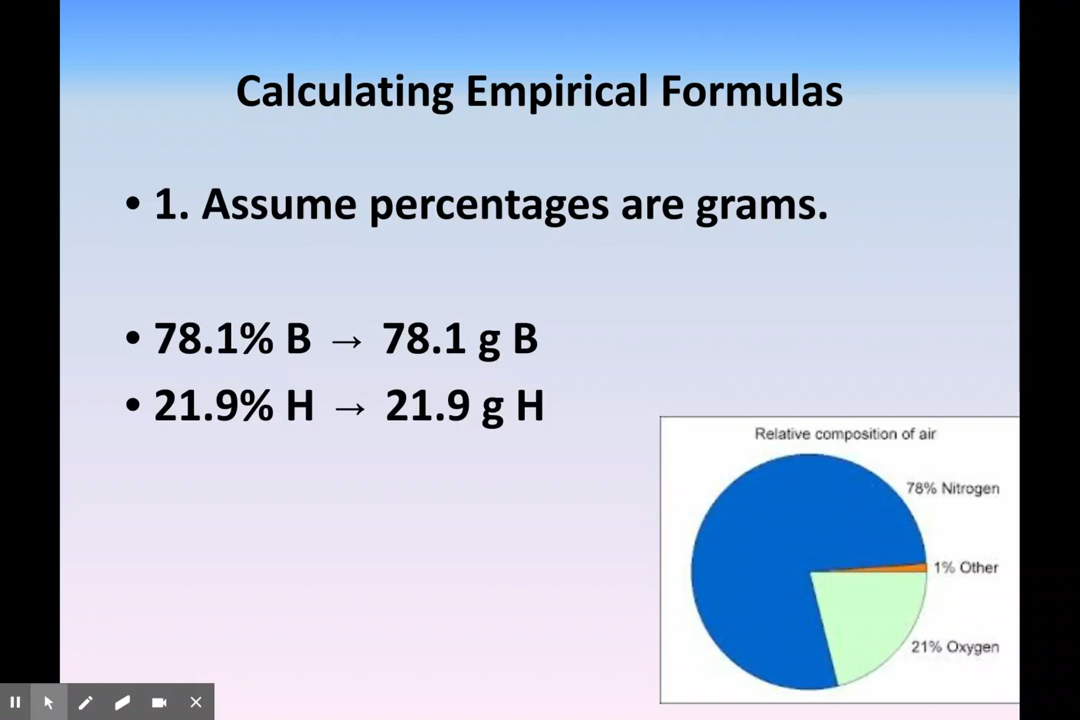 Calculating Empirical Formulas
• 1. Assume percentages are grams.
• 78.1% B → 78.1 g B
• 21.9% H → 21.9 g H
Relative composition of air
78% Nitrogen
1% Other
21% Oxygen